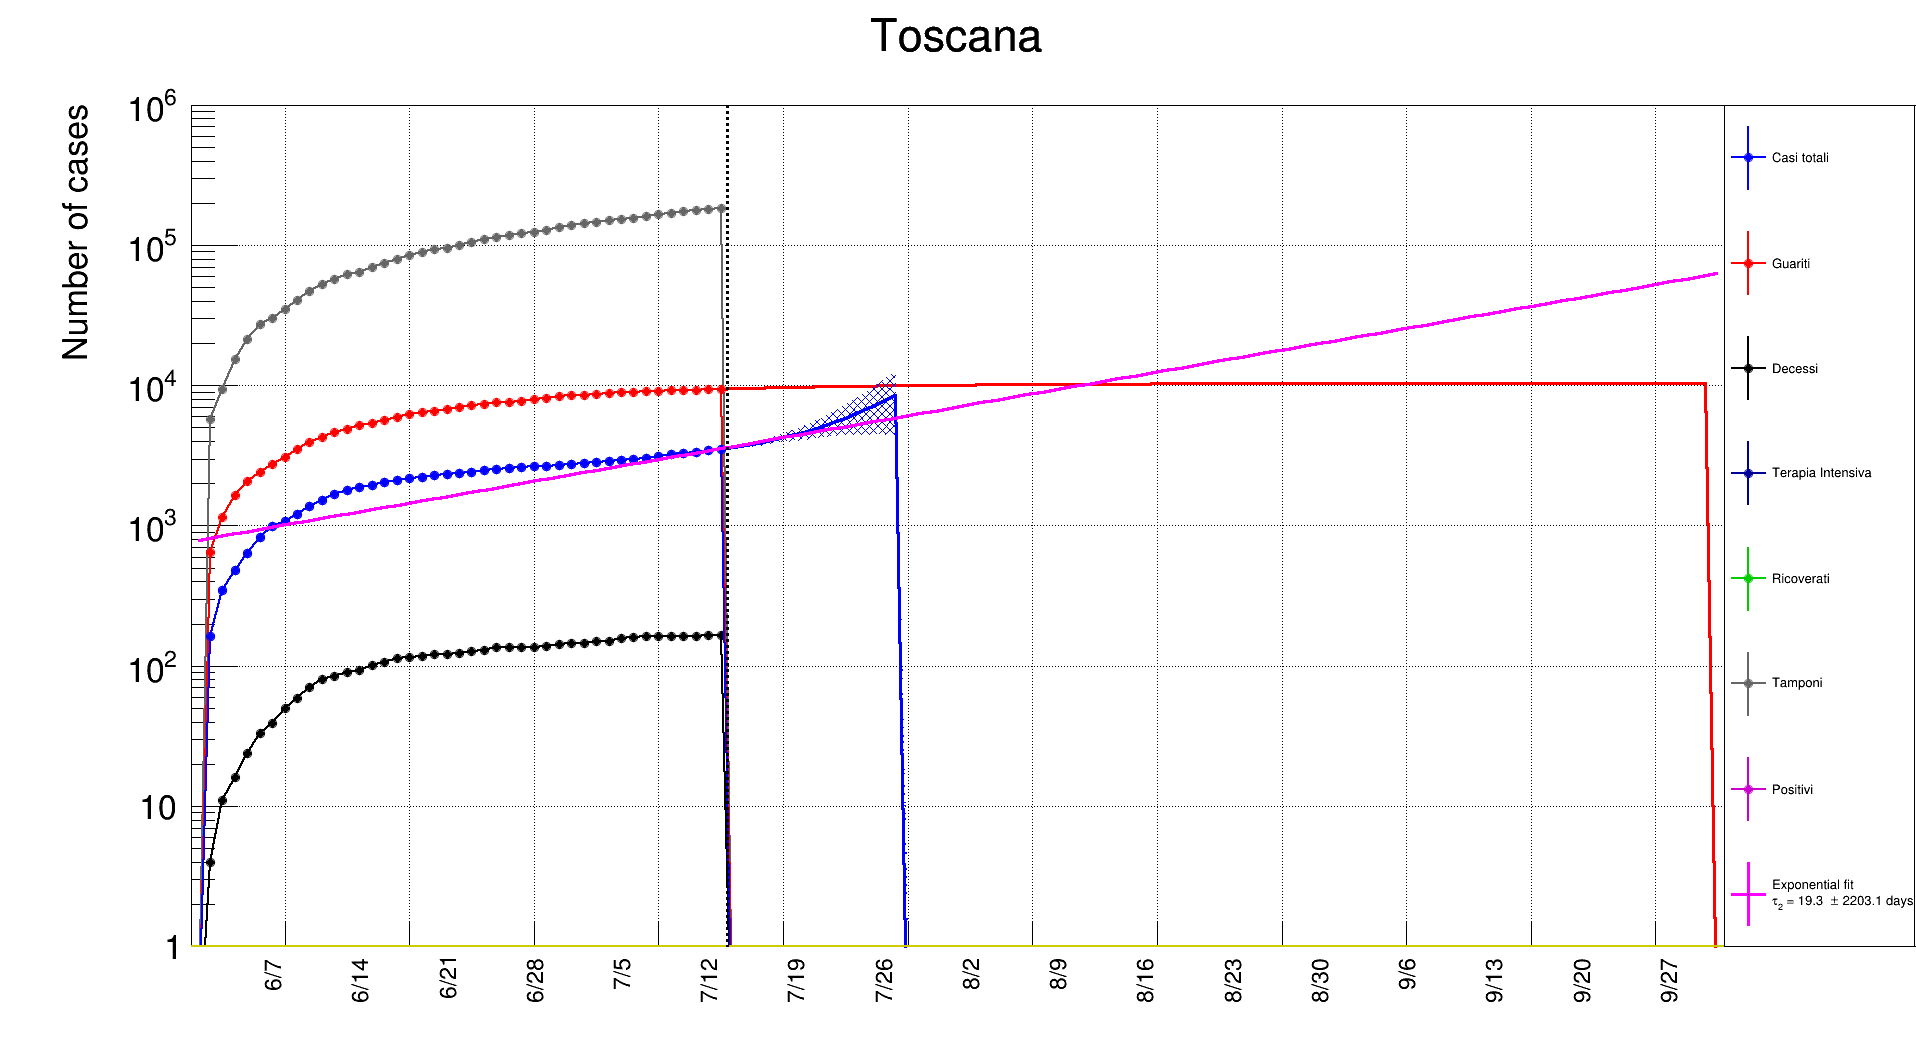 Toscana
Number of cases
10^6
10^5
10^4
10^3
10^2
10
1
6/7
6/14
6/21
6/28
7/5
7/12
7/19
7/26
8/2
8/9
8/16
8/23
8/30
9/6
9/13
9/20
9/27
Casi totali
Guariti
Decessi
Terapia Intensiva
Ricoverati
Tamponi
Positivi
Exponential fit
τ_2 = 19.3 ± 2203.1 days